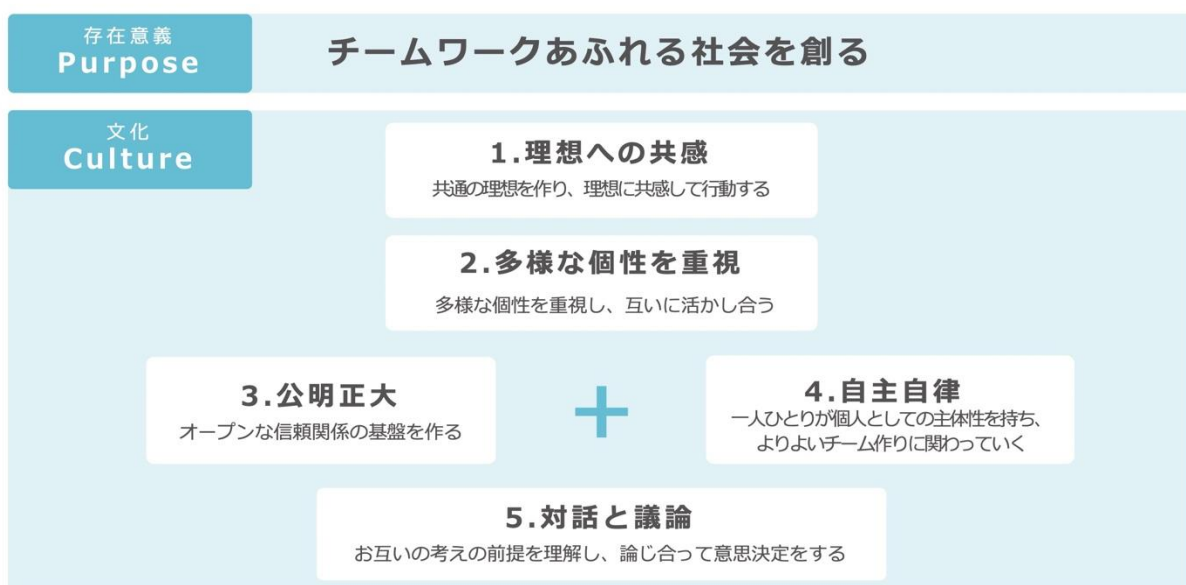 存在意義
Purpose
チームワークあふれる社会を創る
文化
Culture
1.理想への共感
共通の理想を作り、理想に共感して行動する
2.多様な個性を重視
多様な個性を重視し、互いに活かし合う
3.公明正大
オープンな信頼関係の基盤を作る
+
4.自主自律
一人ひとりが個人としての主体性を持ち、
よりよいチーム作りに関わっていく
5.対話と議論
お互いの考えの前提を理解し、論じ合って意思決定をする